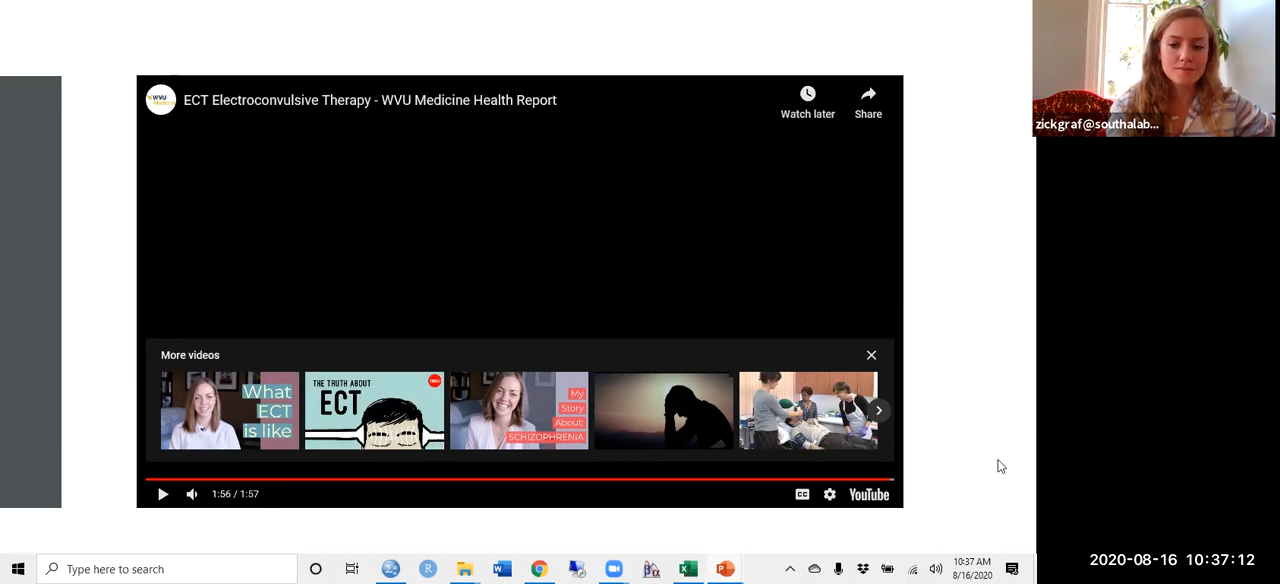 WVU
ECT Electroconvulsive Therapy - WVU Medicine Health Report
Watch later
Share
zickgraf@southalab...
More videos
What
ECT
is like
THE TRUTH ABOUT
ECT
My
Story
About:
SCHIZOPHRENIA
1:56 / 1:57
CC
YouTube
Type here to search
R
10:37 AM
8/16/2020
2020-08-16 10:37:12